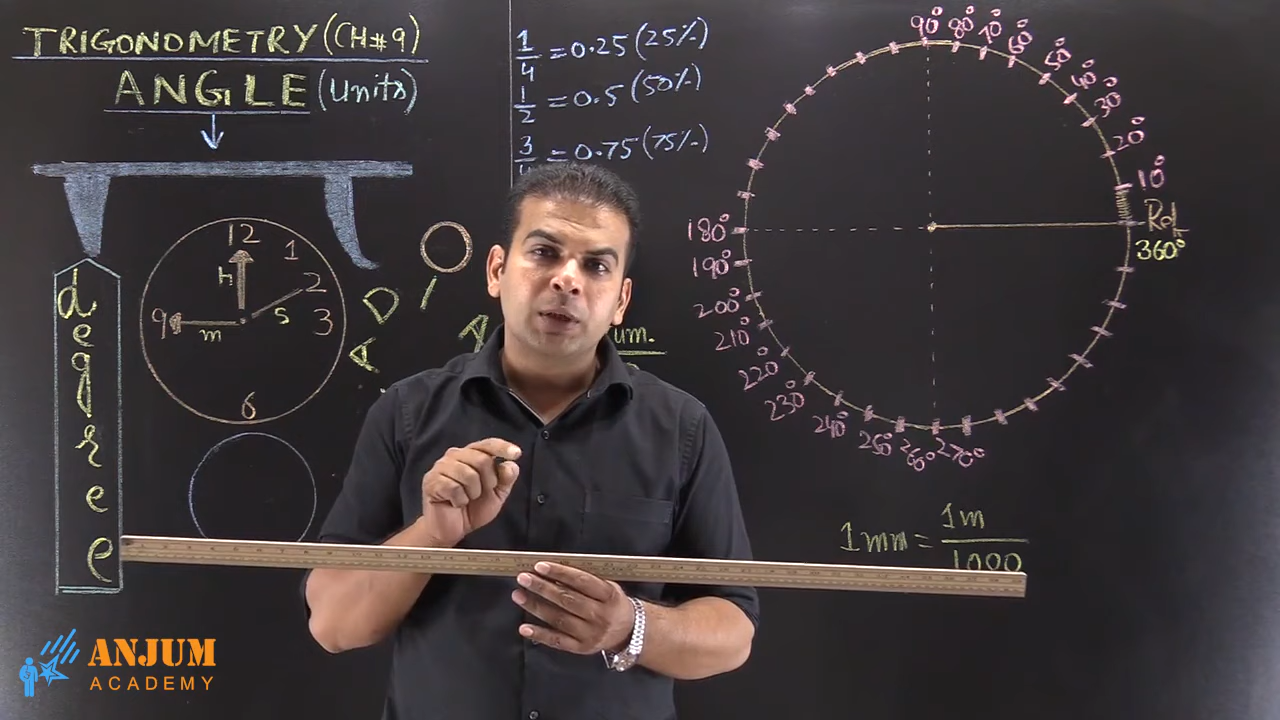 TRIGONOMETRY (CH#9)
ANGLE (Units)
degree
12
1
2
3
6
9
H
m
S
D
I
A
A
um.
1/4 = 0.25 (25%)
1/2 = 0.5 (50%)
3/4 = 0.75 (75%)
90° 80° 70° 60° 50° 40° 30° 20° 10°
Ref
360°
180°
190°
200°
210°
220°
230°
240°
250°
260°
270°
1mm = 1m/1000
ANJUM
ACADEMY